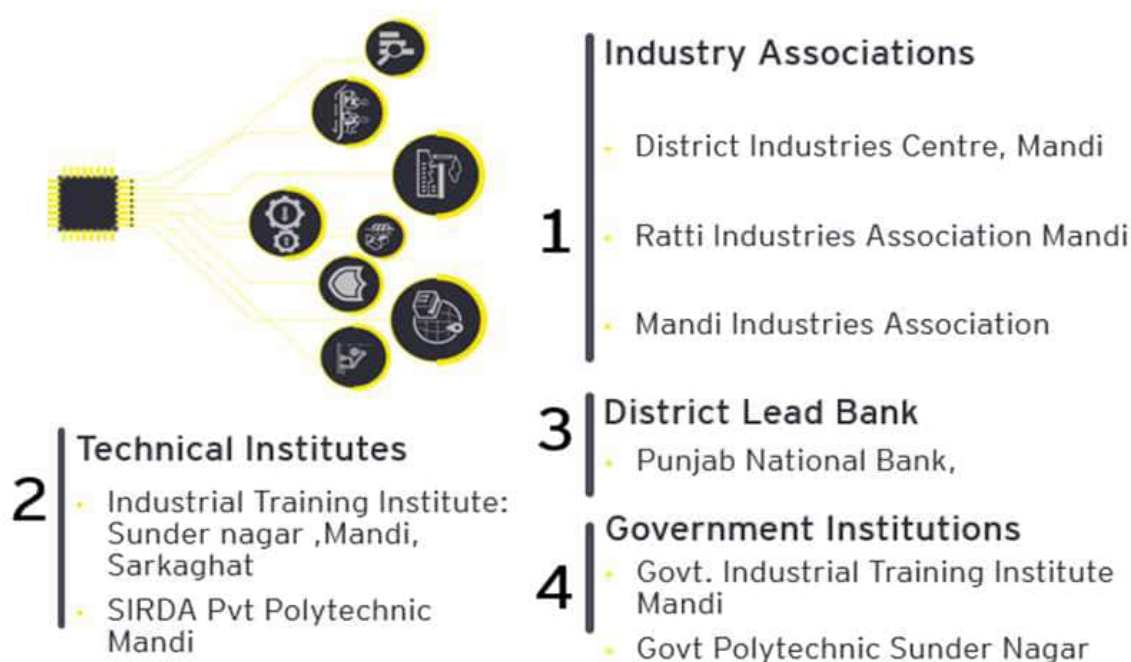 1
Industry Associations
• District Industries Centre, Mandi
• Ratti Industries Association Mandi
• Mandi Industries Association
2
Technical Institutes
• Industrial Training Institute:
Sunder nagar ,Mandi,
Sarkaghat
• SIRDA Pvt Polytechnic
Mandi
3
District Lead Bank
• Punjab National Bank,
4
Government Institutions
• Govt. Industrial Training Institute
Mandi
• Govt Polytechnic Sunder Nagar